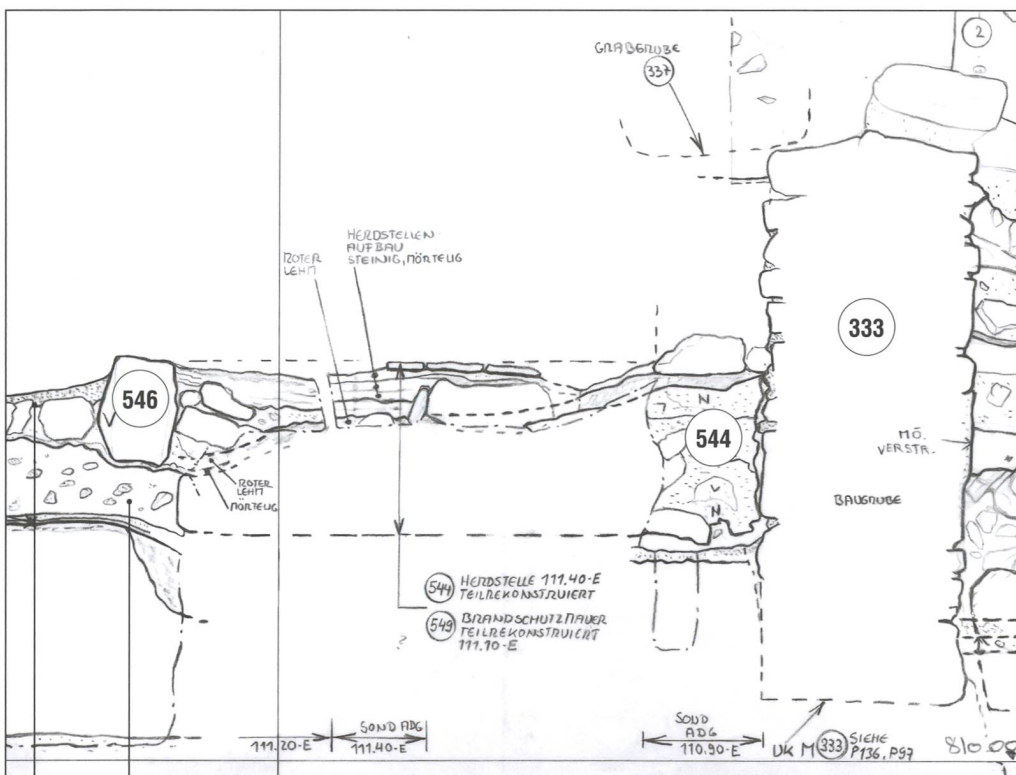 2
GRABGRUBE
337
HERDSTELLEN
AUFBAU
STEINIG, MÖRTELIG
ROTER
LEHM
333
546
N
544
MÖ.
VERSTR.
ROTER
LEHM
MÖRTELIG
V
N
BAUGRUBE
544 HERDSTELLE 111.40-E
TEILREKONSTRUIERT
549 BRANDSCHUTZMAUER
TEILREKONSTRUIERT
111.10-E
?
111.20-E
SOND ADG
111.40-E
SOND
ADG
110.90-E
UK M 333 SIEHE
P136, P97